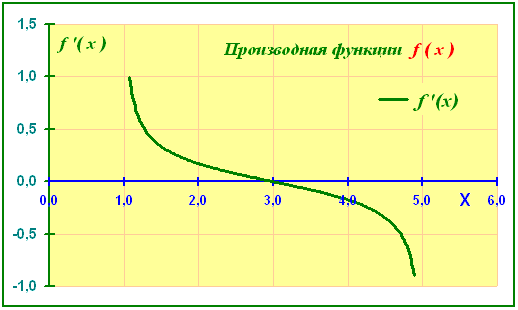 1,5
f '( x )
Производная функции f ( x )
1,0
f '(x)
0,5
0,0
0,0 1,0 2,0 3,0 4,0 5,0 X 6,0
-0,5
-1,0